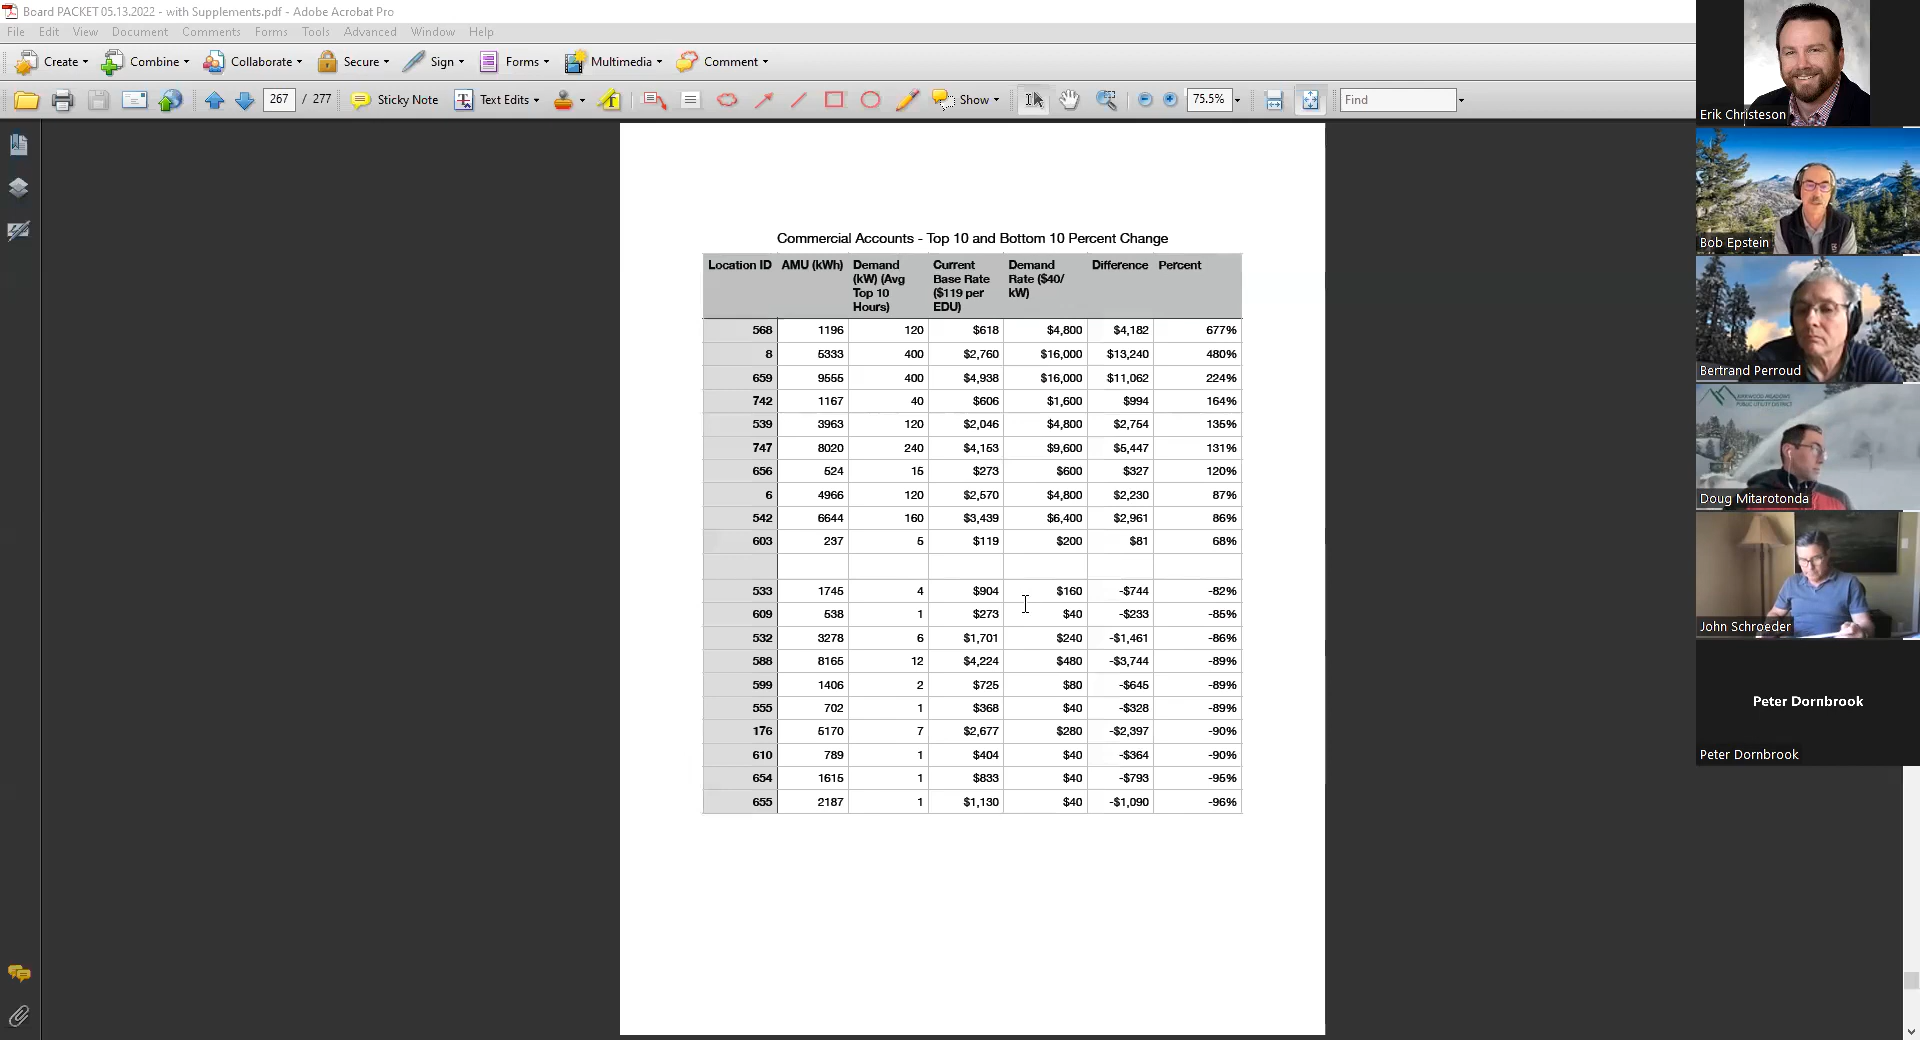 Board PACKET 05.13.2022 - with Supplements.pdf - Adobe Acrobat Pro
File Edit View Document Comments Forms Tools Advanced Window Help
Create Combine Collaborate Secure Sign Forms Multimedia Comment
267 / 277 Sticky Note Text Edits Show 75.5% Find
Commercial Accounts - Top 10 and Bottom 10 Percent Change
Location ID AMU (kWh) Demand (kW) (Avg Top 10 Hours) Current Base Rate ($119 per EDU) Demand Rate ($40/ kW) Difference Percent
568 1196 120 $618 $4,800 $4,182 677%
8 5333 400 $2,760 $16,000 $13,240 480%
659 9555 400 $4,938 $16,000 $11,062 224%
742 1167 40 $606 $1,600 $994 164%
539 3963 120 $2,046 $4,800 $2,754 135%
747 8020 240 $4,153 $9,600 $5,447 131%
656 524 15 $273 $600 $327 120%
6 4966 120 $2,570 $4,800 $2,230 87%
542 6644 160 $3,439 $6,400 $2,961 86%
603 237 5 $119 $200 $81 68%
533 1745 4 $904 $160 -$744 -82%
609 538 1 $273 $40 -$233 -85%
532 3278 6 $1,701 $240 -$1,461 -86%
588 8165 12 $4,224 $480 -$3,744 -89%
599 1406 2 $725 $80 -$645 -89%
555 702 1 $368 $40 -$328 -89%
176 5170 7 $2,677 $280 -$2,397 -90%
610 789 1 $404 $40 -$364 -90%
654 1615 1 $833 $40 -$793 -95%
655 2187 1 $1,130 $40 -$1,090 -96%
Erik Christeson
Bob Epstein
Bertrand Perroud
PUBLIC UTILITY DISTRICT
Doug Mitarotonda
John Schroeder
Peter Dornbrook
Peter Dornbrook